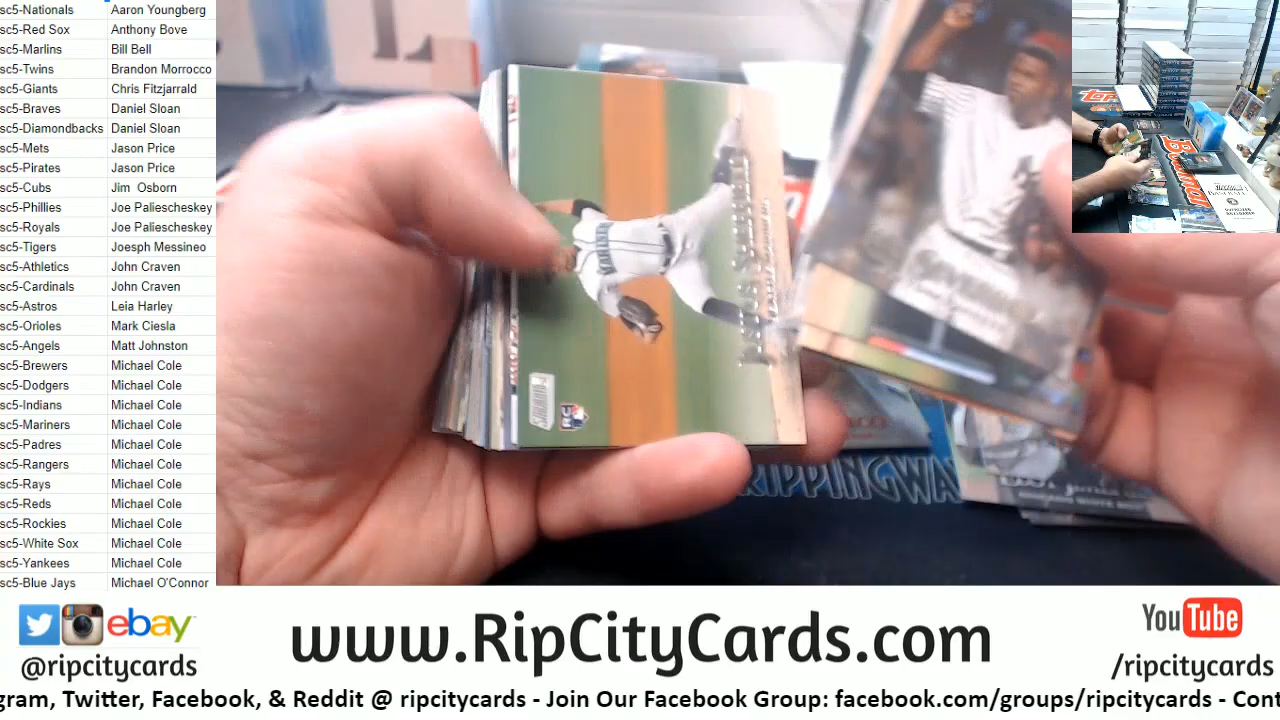 sc5-Nationals Aaron Youngberg
sc5-Red Sox Anthony Bove
sc5-Marlins Bill Bell
sc5-Twins Brandon Morrocco
sc5-Giants Chris Fitzjarrald
sc5-Braves Daniel Sloan
sc5-Diamondbacks Daniel Sloan
sc5-Mets Jason Price
sc5-Pirates Jason Price
sc5-Cubs Jim Osborn
sc5-Phillies Joe Paliescheskey
sc5-Royals Joe Paliescheskey
sc5-Tigers Joesph Messineo
sc5-Athletics John Craven
sc5-Cardinals John Craven
sc5-Astros Leia Harley
sc5-Orioles Mark Ciesla
sc5-Angels Matt Johnston
sc5-Brewers Michael Cole
sc5-Dodgers Michael Cole
sc5-Indians Michael Cole
sc5-Mariners Michael Cole
sc5-Padres Michael Cole
sc5-Rangers Michael Cole
sc5-Rays Michael Cole
sc5-Reds Michael Cole
sc5-Rockies Michael Cole
sc5-White Sox Michael Cole
sc5-Yankees Michael Cole
sc5-Blue Jays Michael O'Connor
topps
Bowman
RIPPINGWA
RC
ebay
@ripcitycards
www.RipCityCards.com
YouTube
/ripcitycards
gram, Twitter, Facebook, & Reddit @ ripcitycards - Join Our Facebook Group: facebook.com/groups/ripcitycards - Cont